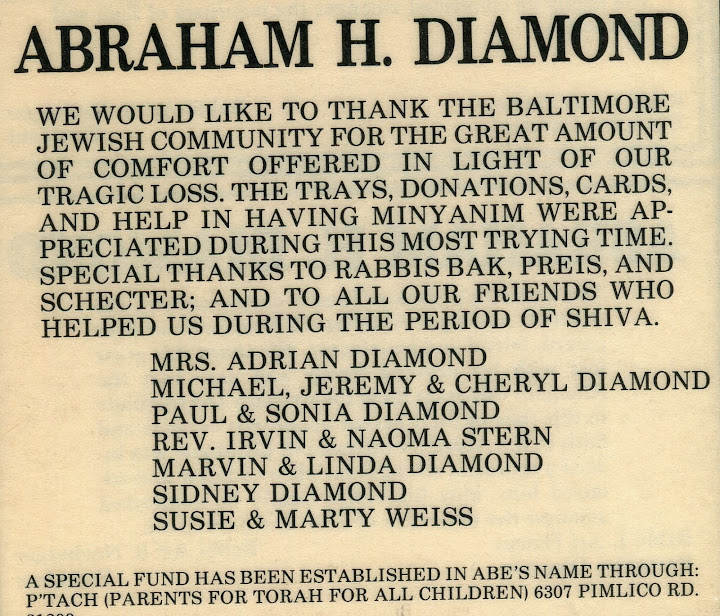 ABRAHAM H. DIAMOND
WE WOULD LIKE TO THANK THE BALTIMORE
JEWISH COMMUNITY FOR THE GREAT AMOUNT
OF COMFORT OFFERED IN LIGHT OF OUR
TRAGIC LOSS. THE TRAYS, DONATIONS, CARDS,
AND HELP IN HAVING MINYANIM WERE AP-
PRECIATED DURING THIS MOST TRYING TIME.
SPECIAL THANKS TO RABBIS BAK, PREIS, AND
SCHECTER; AND TO ALL OUR FRIENDS WHO
HELPED US DURING THE PERIOD OF SHIVA.
MRS. ADRIAN DIAMOND
MICHAEL, JEREMY & CHERYL DIAMOND
PAUL & SONIA DIAMOND
REV. IRVIN & NAOMA STERN
MARVIN & LINDA DIAMOND
SIDNEY DIAMOND
SUSIE & MARTY WEISS
A SPECIAL FUND HAS BEEN ESTABLISHED IN ABE'S NAME THROUGH:
P'TACH (PARENTS FOR TORAH FOR ALL CHILDREN) 6307 PIMLICO RD.